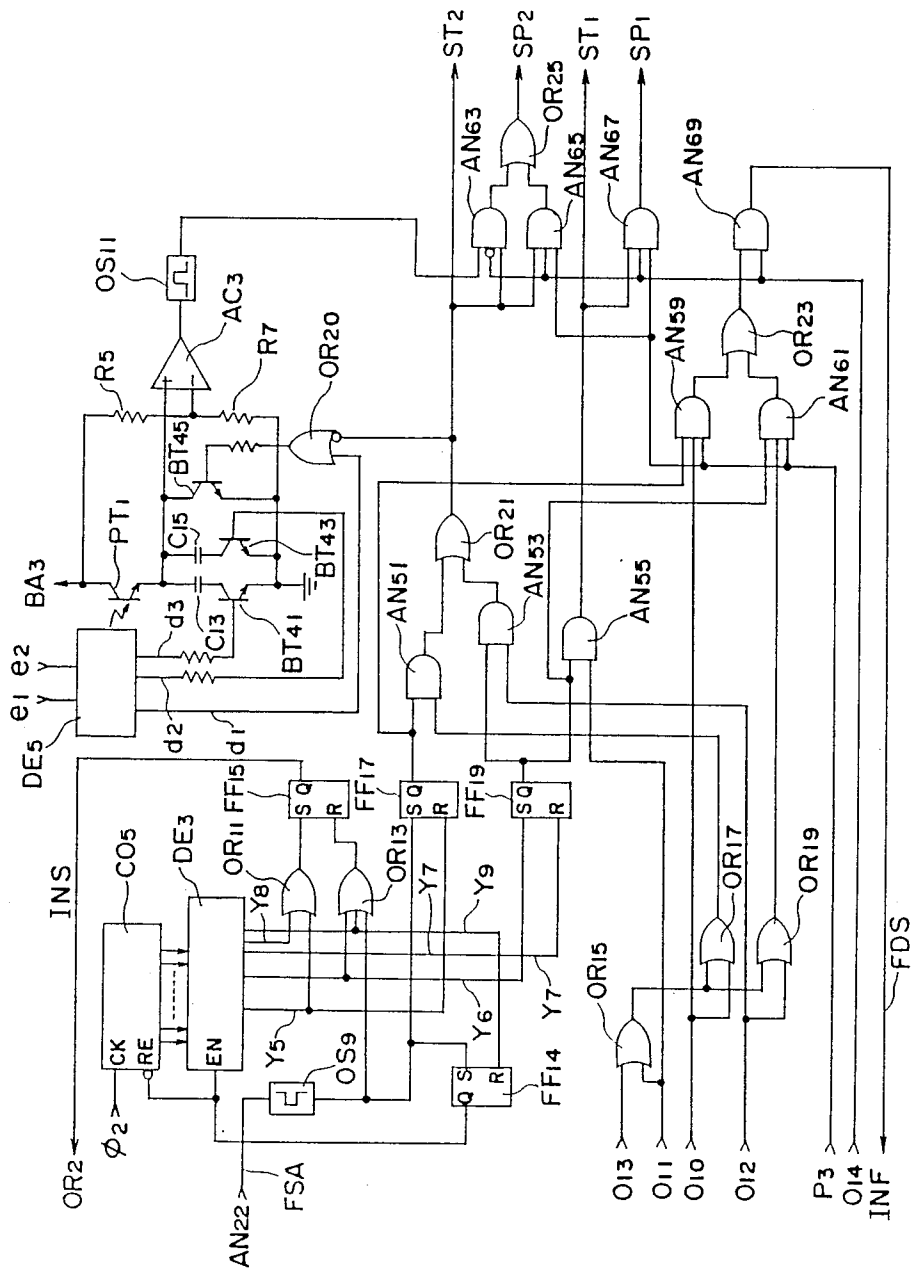 ST2
SP2
ST1
SP1
OR25
AN63
AN65
AN67
AN69
OS11
AC3
R5
R7
OR20
BT45
PT1
BA3
C15
C13
BT43
BT41
d3
d2
d1
e2
e1
DE5
AN59
OR23
AN61
OR21
AN51
AN53
AN55
INS
CO5
CK
RE
DE3
EN
OR11
FF15
S Q
R
OR13
FF17
S Q
R
FF19
S Q
R
Y8
Y7
Y9
Y5
Y6
Y7
OS9
Q S
R
FF14
OR2
Φ2
AN22
FSA
OR15
OR17
OR19
O13
O11
O10
O12
P3
O14
INF
FDS